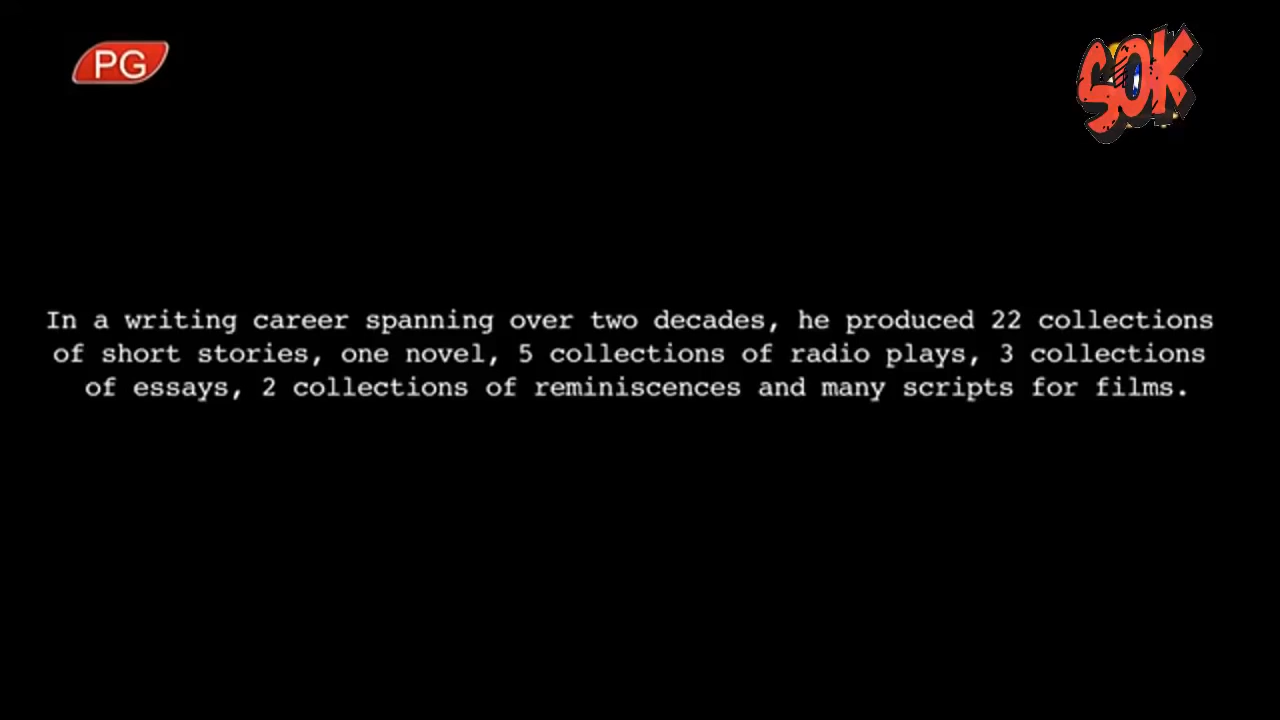 PG
SOK
In a writing career spanning over two decades, he produced 22 collections
of short stories, one novel, 5 collections of radio plays, 3 collections
of essays, 2 collections of reminiscences and many scripts for films.